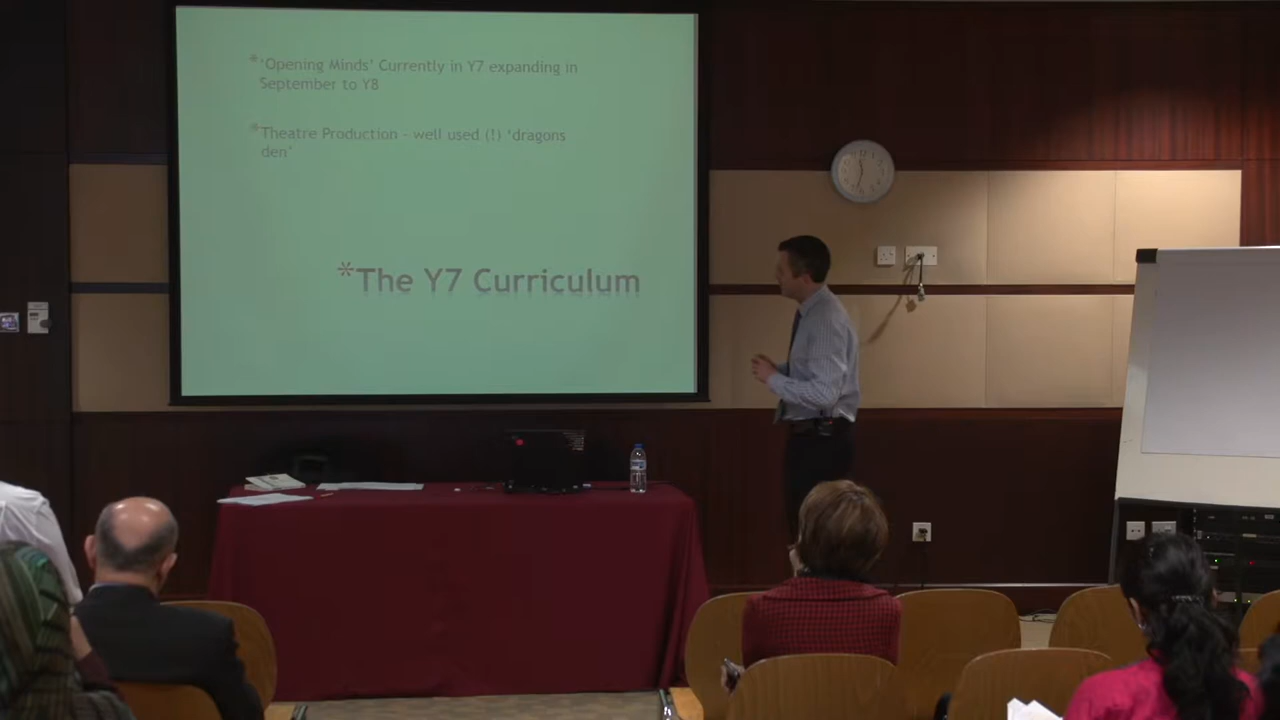 *'Opening Minds' Currently in Y7 expanding in
September to Y8
*Theatre Production – well used (!) 'dragons
den'
*The Y7 Curriculum